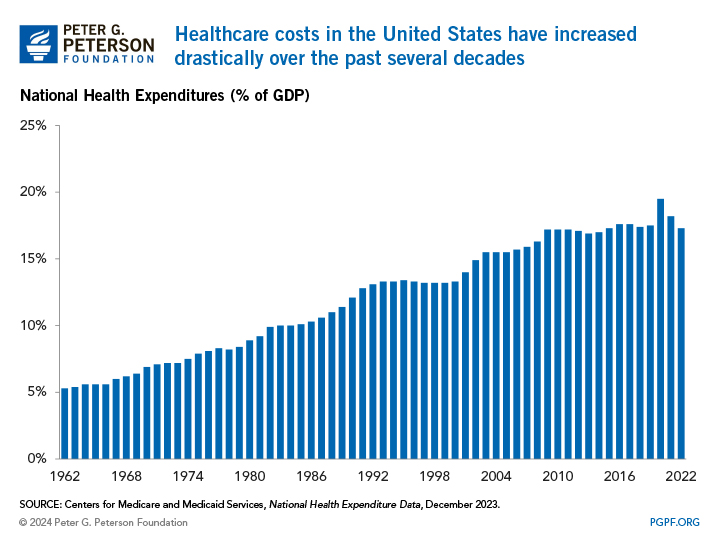 PETER G.
PETERSON
FOUNDATION
Healthcare costs in the United States have increased
drastically over the past several decades
National Health Expenditures (% of GDP)
25%
20%
15%
10%
5%
0%
1962 1968 1974 1980 1986 1992 1998 2004 2010 2016 2022
SOURCE: Centers for Medicare and Medicaid Services, National Health Expenditure Data, December 2023.
© 2024 Peter G. Peterson Foundation
PGPF.ORG